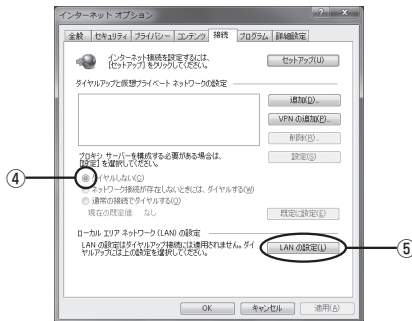 インターネット オプション
全般 セキュリティ プライバシー コンテンツ 接続 プログラム 詳細設定
インターネット接続を設定するには、
[セットアップ] をクリックしてください。
セットアップ(U)
ダイヤルアップと仮想プライベート ネットワークの設定
追加(D)...
VPN の追加(P)...
削除(R)...
プロキシ サーバーを構成する必要がある場合は、
[設定] を選択してください。
設定(S)
④
ダイヤルしない(C)
ネットワーク接続が存在しないときには、ダイヤルする(W)
通常の接続でダイヤルする(O)
現在の既定値: なし
既定に設定(E)
ローカル エリア ネットワーク (LAN) の設定
LAN の設定はダイヤルアップ接続には適用されません。ダイ
ヤルアップには上の設定を選択してください。
LAN の設定(L)
⑤
OK キャンセル 適用(A)